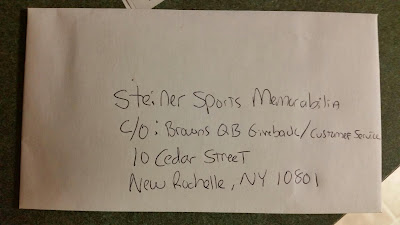 Steiner Sports Memorabilia
C/O: Browns QB Giveback/Customer Service
10 Cedar Street
New Rochelle, NY 10801